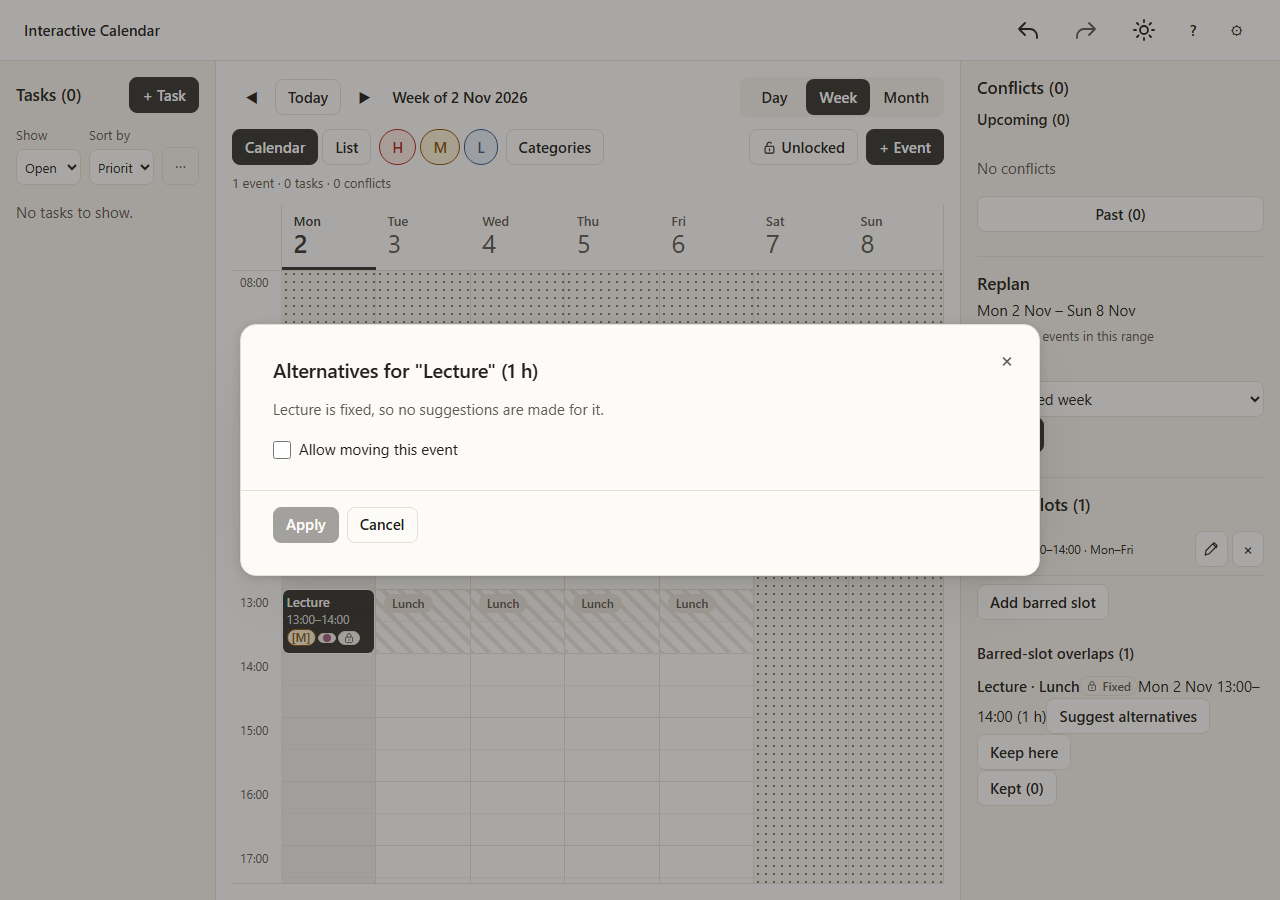 Interactive Calendar
?
Tasks (0)
+ Task
Show
Sort by
Open
Priorit
...
No tasks to show.
Today
Week of 2 Nov 2026
Day
Week
Month
Calendar
List
H
M
L
Categories
Unlocked
+ Event
1 event · 0 tasks · 0 conflicts
Mon
2
Tue
3
Wed
4
Thu
5
Fri
6
Sat
7
Sun
8
08:00
Alternatives for "Lecture" (1 h)
×
Lecture is fixed, so no suggestions are made for it.
Allow moving this event
Apply
Cancel
13:00
Lecture
13:00–14:00
[M]
Lunch
Lunch
Lunch
Lunch
14:00
15:00
16:00
17:00
Conflicts (0)
Upcoming (0)
No conflicts
Past (0)
Replan
Mon 2 Nov – Sun 8 Nov
events in this range
week
(1)
–14:00 · Mon–Fri
×
Add barred slot
Barred-slot overlaps (1)
Lecture · Lunch Fixed Mon 2 Nov 13:00–
14:00 (1 h) Suggest alternatives
Keep here
Kept (0)